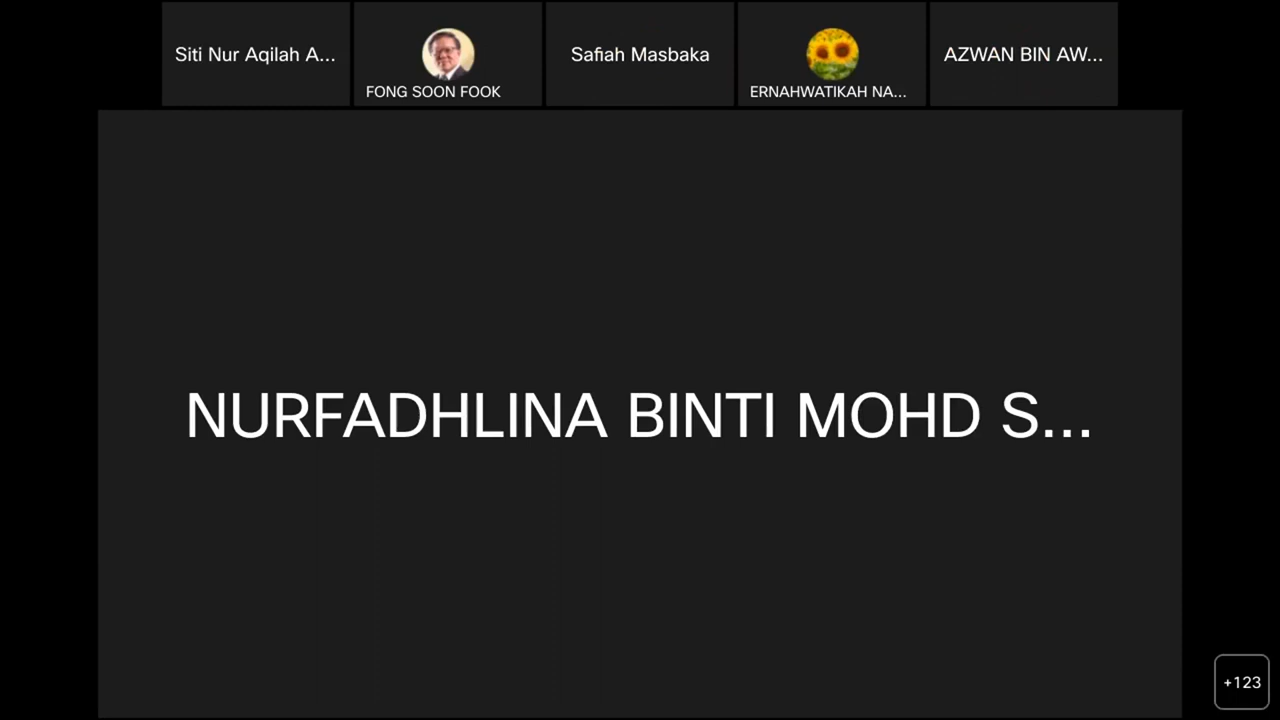 Siti Nur Aqilah A...
FONG SOON FOOK
Safiah Masbaka
ERNAHWATIKAH NA...
AZWAN BIN AW...
NURFADHLINA BINTI MOHD S...
+123